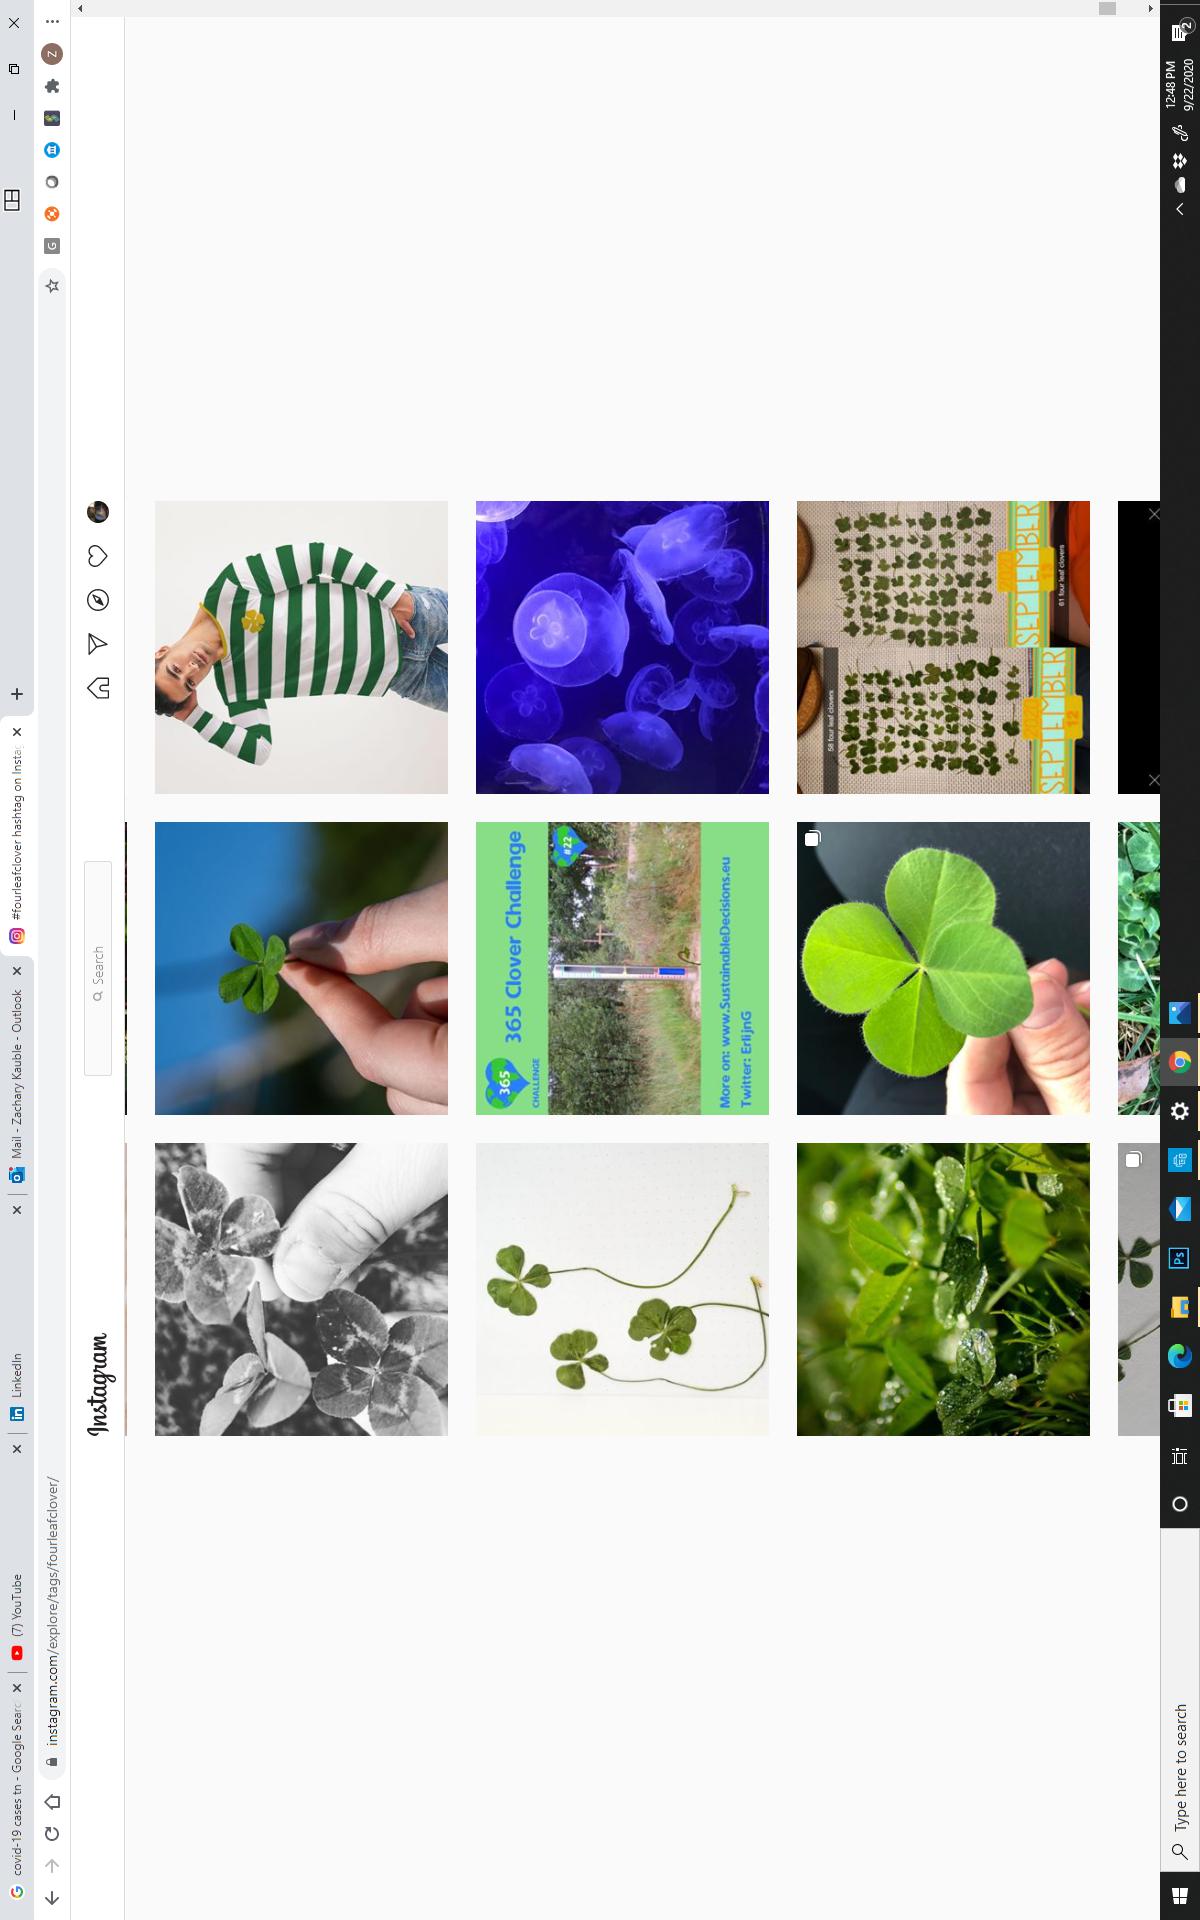 covid-19 cases tn - Google Searc
(7) YouTube
LinkedIn
Mail - Zachary Kauble - Outlook
#fourleafclover hashtag on Insta
instagram.com/explore/tags/fourleafclover/
G
Z
Instagram
Search
365
CHALLENGE
365 Clover Challenge
#22
More on: www.SustainableDecisions.eu
Twitter: ErlijnG
58 four leaf clovers
SEPTEMBER
12
SEPTEMBER
61 four leaf clovers
Type here to search
Ps
12:48 PM
9/22/2020
2